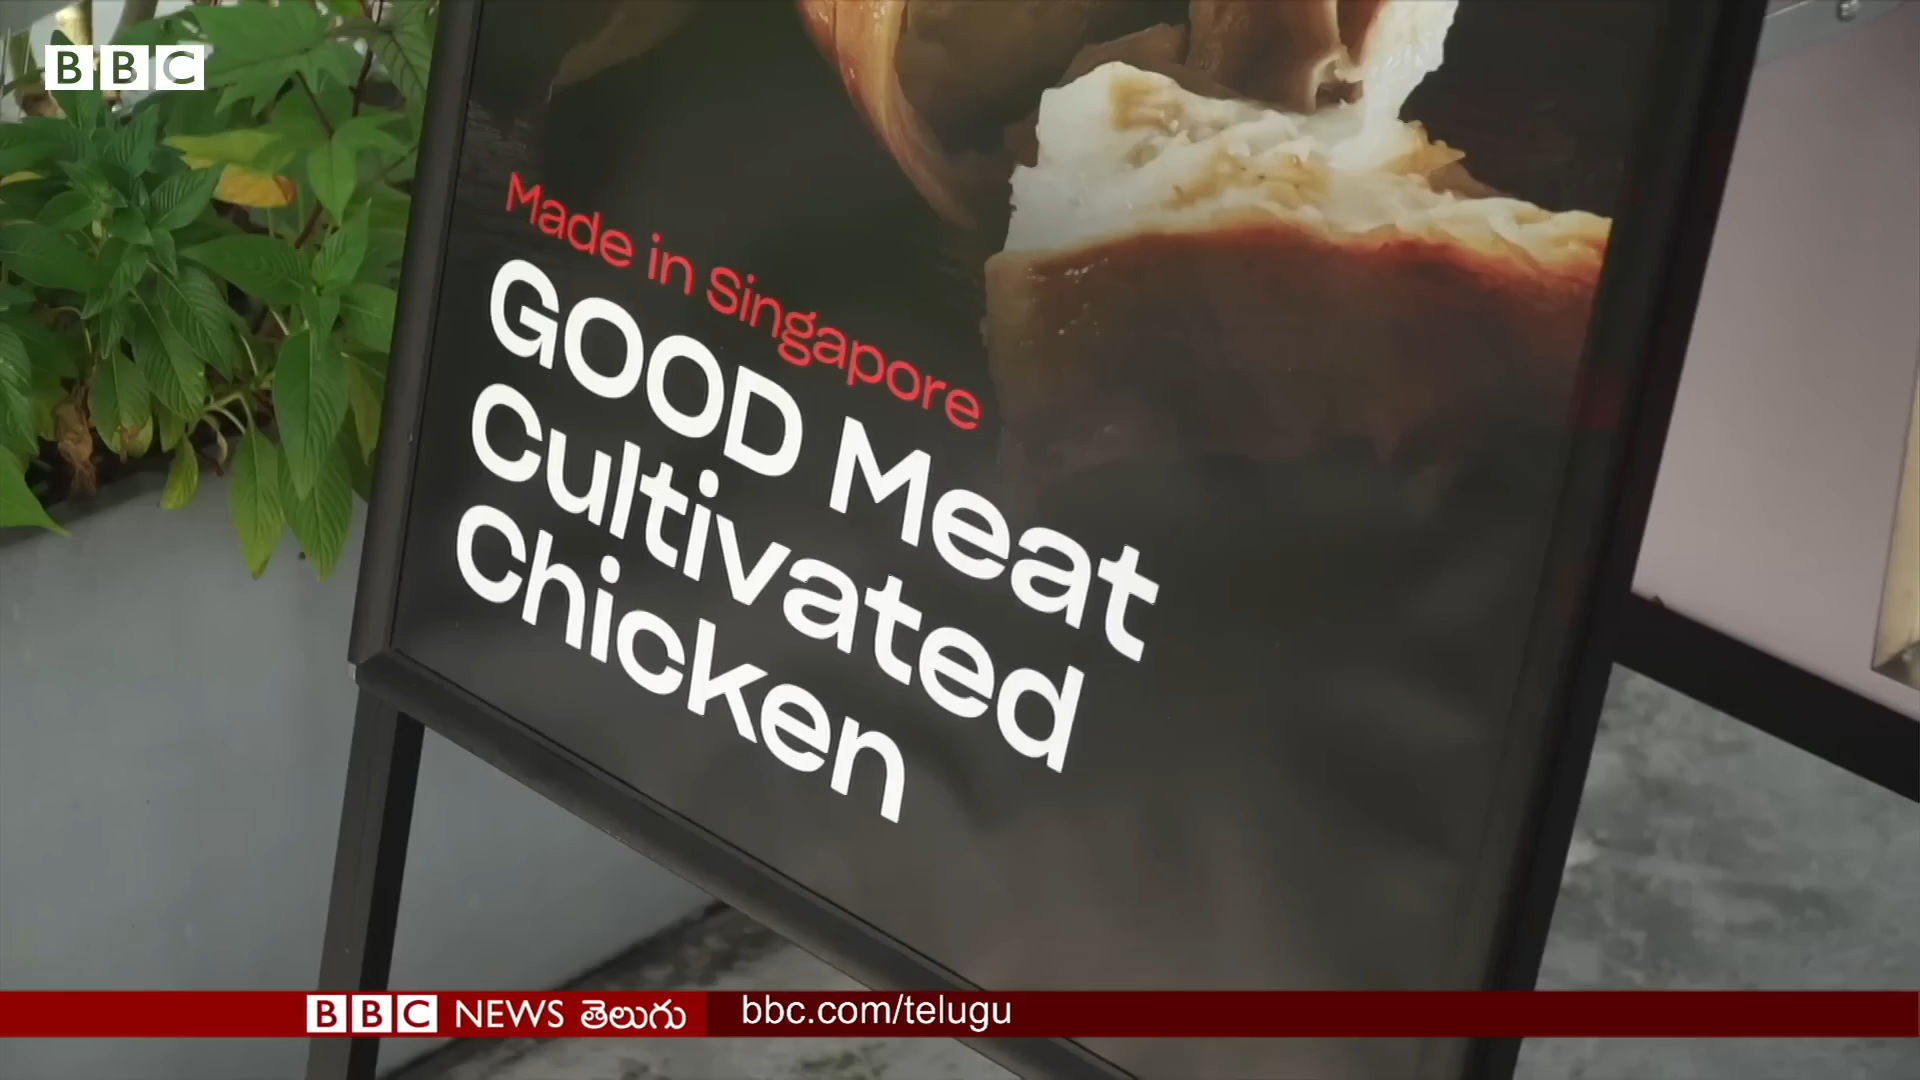 BBC
Made in Singapore
GOOD Meat
Cultivated
Chicken
BBC NEWS తెలుగు bbc.com/telugu